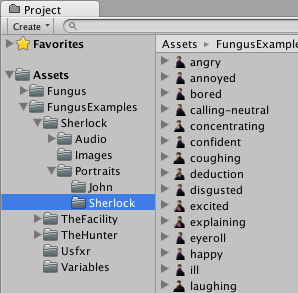 Project
Create
Favorites
Assets
Fungus
FungusExamples
Sherlock
Audio
Images
Portraits
John
Sherlock
TheFacility
TheHunter
Usfxr
Variables
Assets FungusExample
angry
annoyed
bored
calling-neutral
concentrating
confident
coughing
deduction
disgusted
excited
explaining
eyeroll
happy
ill
laughing